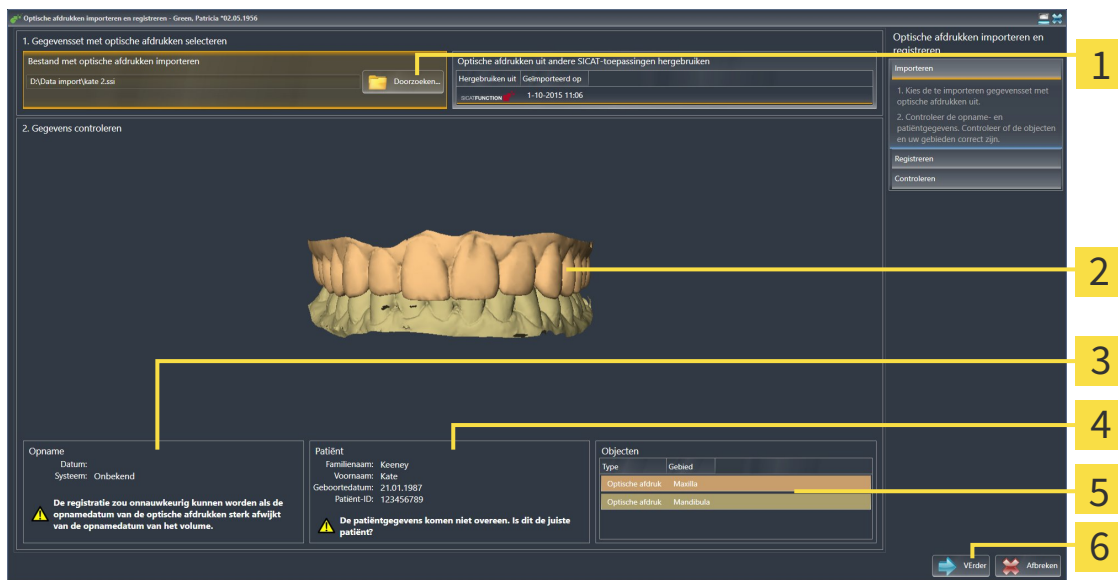 Optische afdrukken importeren en registreren - Green, Patricia *02.05.1956
1. Gegevensset met optische afdrukken selecteren
Bestand met optische afdrukken importeren
D:\Data import\kate 2.ssi
Doorzoeken...
Optische afdrukken uit andere SICAT-toepassingen hergebruiken
Hergebruiken uit Geïmporteerd op
SICATFUNCTION 1-10-2015 11:06
2. Gegevens controleren
Opname
Datum:
Systeem: Onbekend
De registratie zou onnauwkeurig kunnen worden als de
opnamedatum van de optische afdrukken sterk afwijkt
van de opnamedatum van het volume.
Patiënt
Familienaam: Keeney
Voornaam: Kate
Geboortedatum: 21.01.1987
Patiënt-ID: 123456789
De patiëntgegevens komen niet overeen. Is dit de juiste
patiënt?
Objecten
Type Gebied
Optische afdruk Maxilla
Optische afdruk Mandibula
Optische afdrukken importeren en
registreren
Importeren
1. Kies de te importeren gegevensset met
optische afdrukken uit.
2. Controleer de opname- en
patiëntgegevens. Controleer of de objecten
en uw gebieden correct zijn.
Registreren
Controleren
VErder
Afbreken
1
2
3
4
5
6